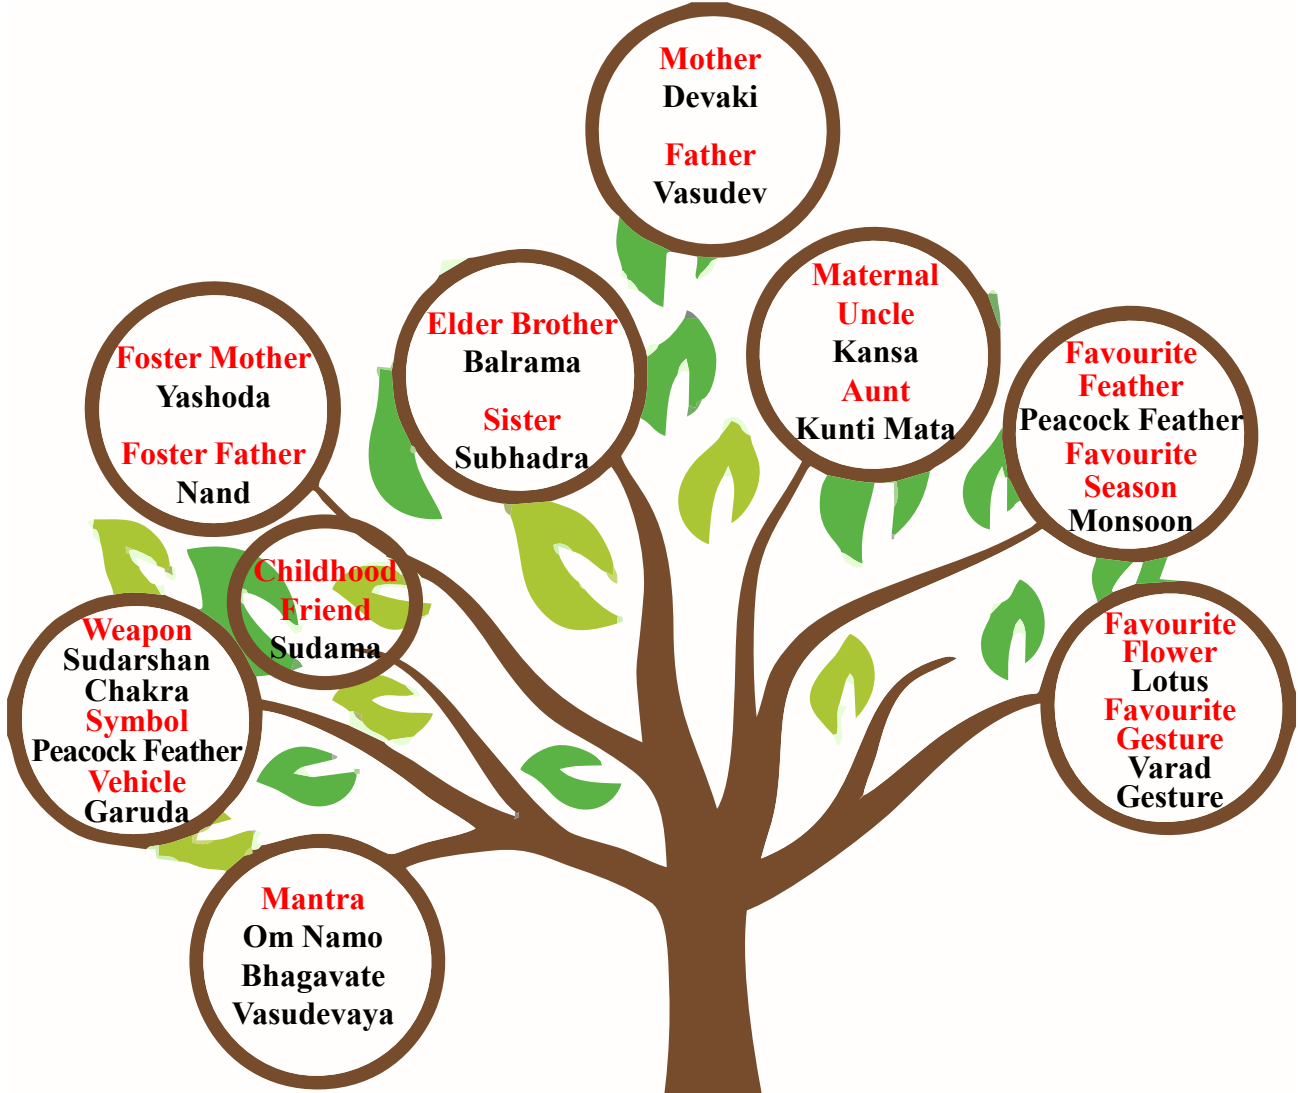 Mother
Devaki
Father
Vasudev
Maternal
Uncle
Kansa
Aunt
Kunti Mata
Elder Brother
Balrama
Sister
Subhadra
Foster Mother
Yashoda
Foster Father
Nand
Favourite
Feather
Peacock Feather
Favourite
Season
Monsoon
Childhood
Friend
Sudama
Weapon
Sudarshan
Chakra
Symbol
Peacock Feather
Vehicle
Garuda
Favourite
Flower
Lotus
Favourite
Gesture
Varad
Gesture
Mantra
Om Namo
Bhagavate
Vasudevaya